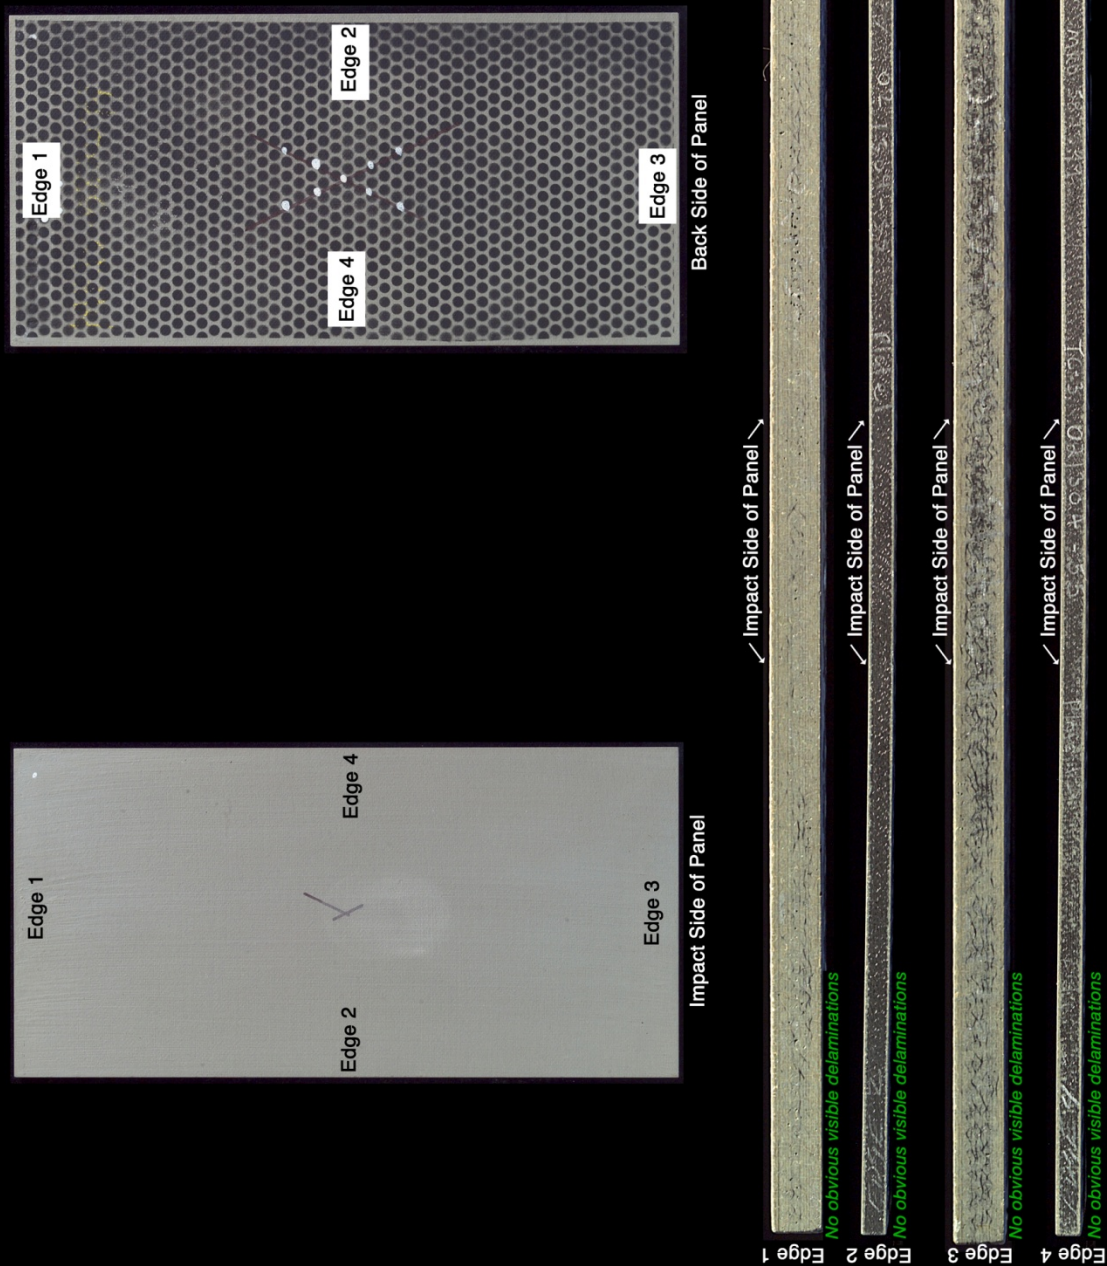 Edge 1
Edge 2
Edge 4
Edge 3
Back Side of Panel
Edge 1
Edge 4
Edge 2
Edge 3
Impact Side of Panel
Impact Side of Panel
Edge 1
No obvious visible delaminations
Impact Side of Panel
Edge 2
No obvious visible delaminations
Impact Side of Panel
Edge 3
No obvious visible delaminations
Impact Side of Panel
Edge 4
No obvious visible delaminations